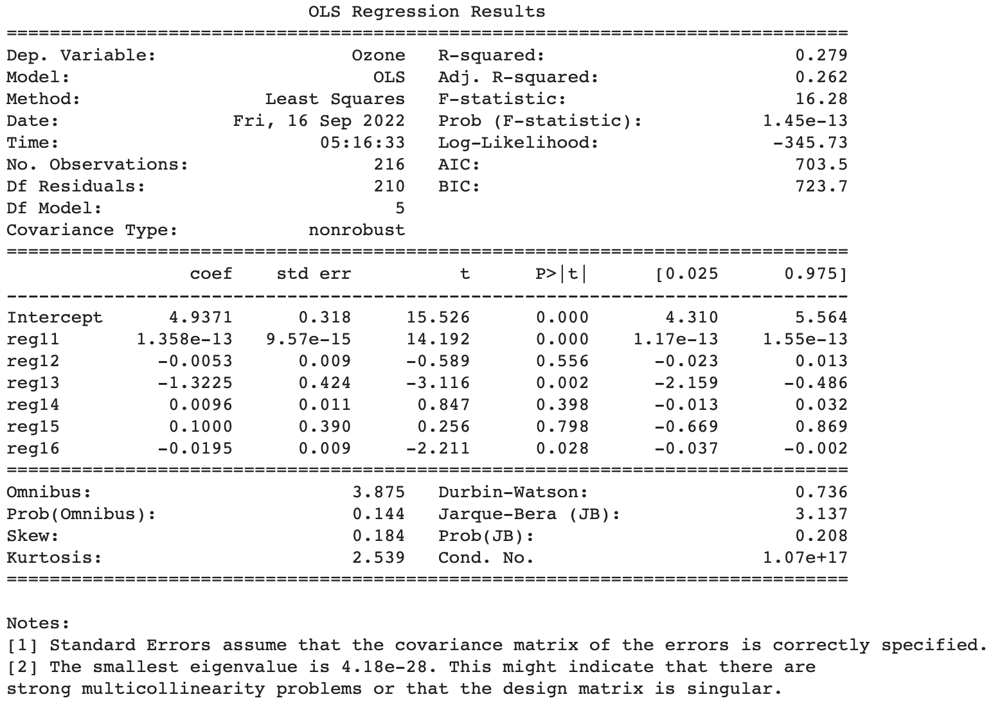 OLS Regression Results
==============================================================================
Dep. Variable:                  Ozone   R-squared:                       0.279
Model:                            OLS   Adj. R-squared:                  0.262
Method:                 Least Squares   F-statistic:                     16.28
Date:                Fri, 16 Sep 2022   Prob (F-statistic):           1.45e-13
Time:                        05:16:33   Log-Likelihood:                -345.73
No. Observations:                 216   AIC:                             703.5
Df Residuals:                     210   BIC:                             723.7
Df Model:                           5
Covariance Type:            nonrobust
==============================================================================
                 coef    std err          t      P>|t|      [0.025      0.975]
------------------------------------------------------------------------------
Intercept      4.9371      0.318     15.526      0.000       4.310       5.564
reg11       1.358e-13   9.57e-15     14.192      0.000    1.17e-13    1.55e-13
reg12         -0.0053      0.009     -0.589      0.556      -0.023       0.013
reg13         -1.3225      0.424     -3.116      0.002      -2.159      -0.486
reg14          0.0096      0.011      0.847      0.398      -0.013       0.032
reg15          0.1000      0.390      0.256      0.798      -0.669       0.869
reg16         -0.0195      0.009     -2.211      0.028      -0.037      -0.002
==============================================================================
Omnibus:                        3.875   Durbin-Watson:                   0.736
Prob(Omnibus):                  0.144   Jarque-Bera (JB):                3.137
Skew:                           0.184   Prob(JB):                        0.208
Kurtosis:                       2.539   Cond. No.                     1.07e+17
==============================================================================
Notes:
[1] Standard Errors assume that the covariance matrix of the errors is correctly specified.
[2] The smallest eigenvalue is 4.18e-28. This might indicate that there are
strong multicollinearity problems or that the design matrix is singular.